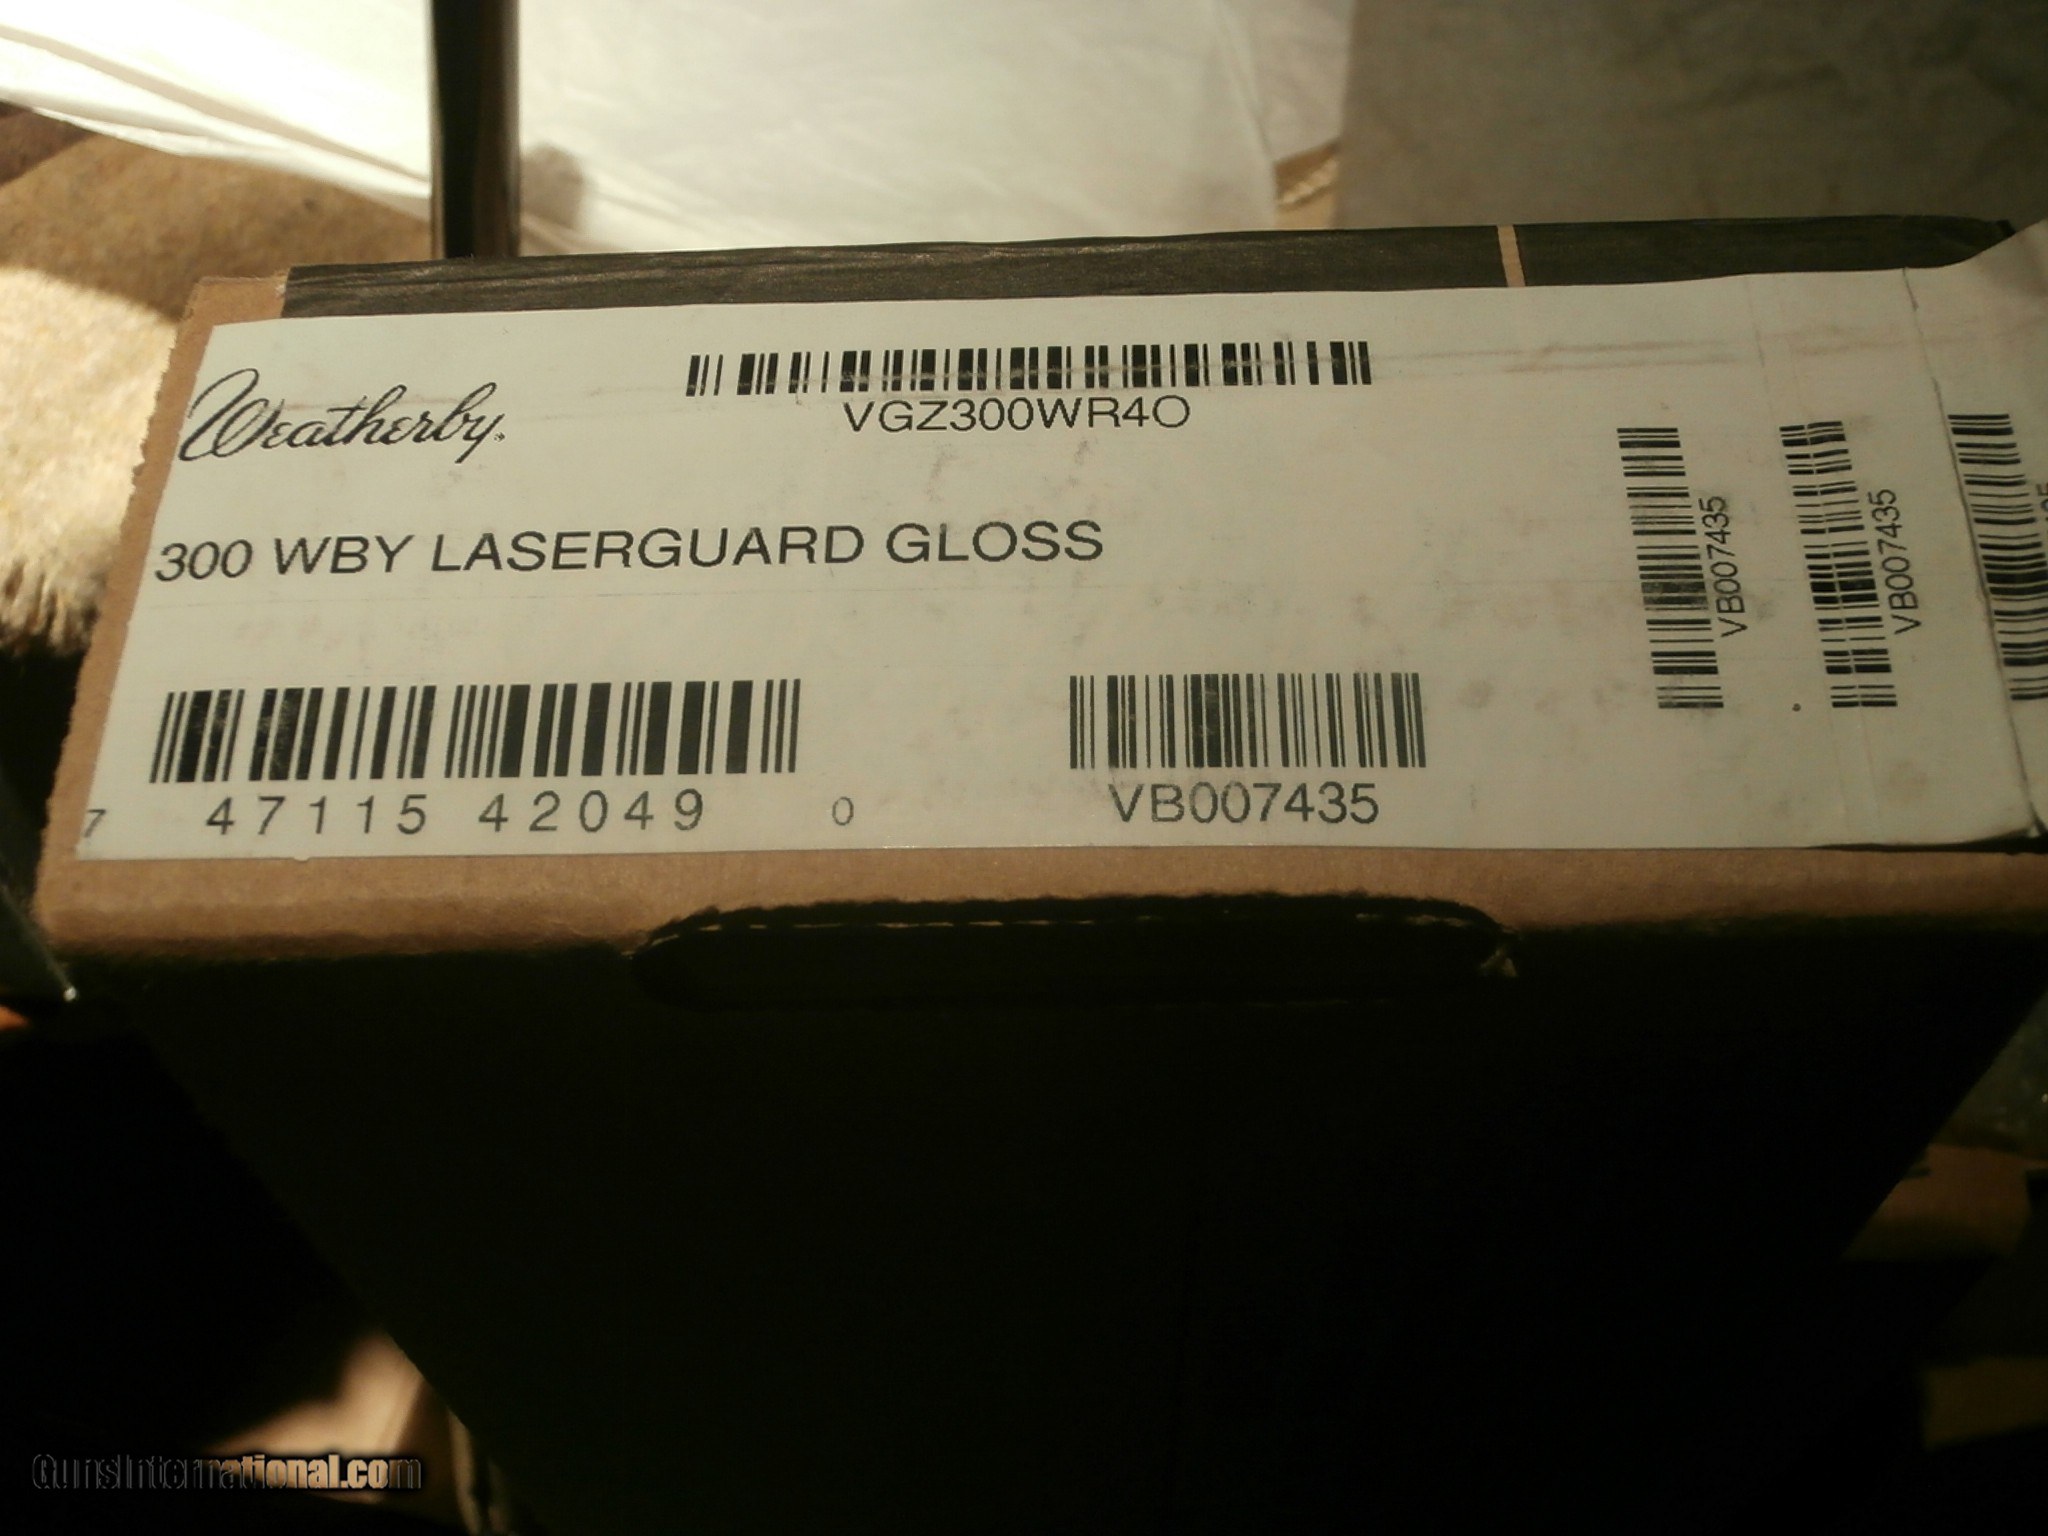 Weatherby.
VGZ300WR4O
300 WBY LASERGUARD GLOSS
7 47115 42049 0
VB007435
VB007435
VB007435
GunsInternational.com